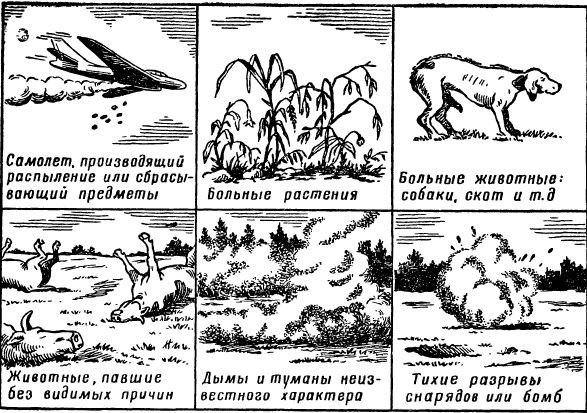 Самолет, производящий
распыление или сбрасы-
вающий предметы
Больные растения
Больные животные:
собаки, скот и т.д
Животные, павшие
без видимых причин
Дымы и туманы неиз-
вестного характера
Тихие разрывы
снарядов или бомб